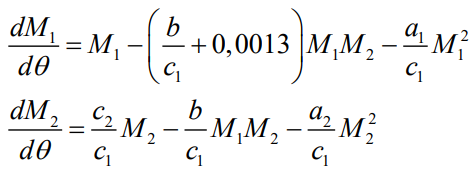 dM₁/dθ = M₁ − (b/c₁ + 0,0013) M₁M₂ − a₁/c₁ M₁²
dM₂/dθ = c₂/c₁ M₂ − b/c₁ M₁M₂ − a₂/c₁ M₂²